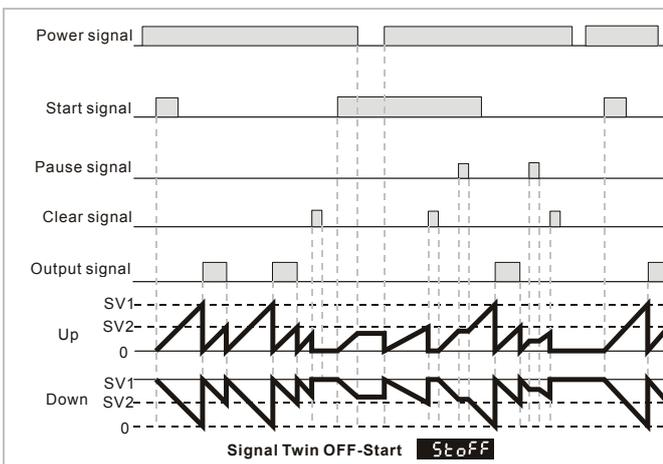 Power signal
Start signal
Pause signal
Clear signal
Output signal
SV1
Up SV2
0
SV1
Down SV2
0
Signal Twin OFF-Start StoFF